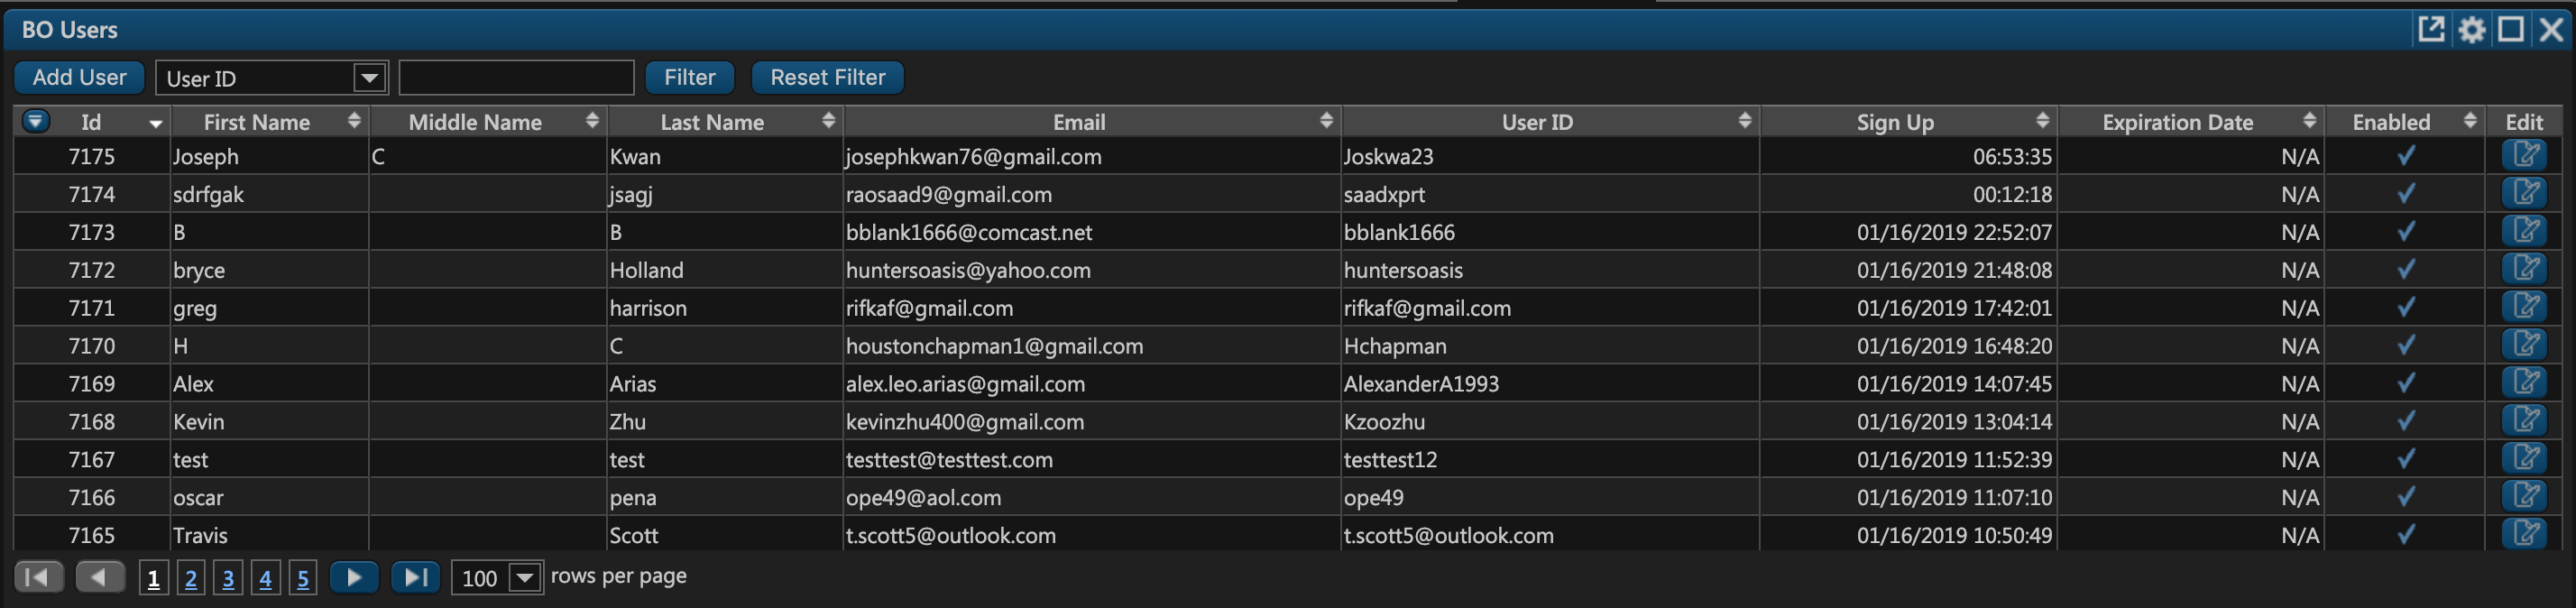 BO Users
Add User User ID Filter Reset Filter
Id First Name Middle Name Last Name Email User ID Sign Up Expiration Date Enabled Edit
7175 Joseph C Kwan josephkwan76@gmail.com Joskwa23 06:53:35 N/A
7174 sdrfgak jsagj raosaad9@gmail.com saadxprt 00:12:18 N/A
7173 B B bblank1666@comcast.net bblank1666 01/16/2019 22:52:07 N/A
7172 bryce Holland huntersoasis@yahoo.com huntersoasis 01/16/2019 21:48:08 N/A
7171 greg harrison rifkaf@gmail.com rifkaf@gmail.com 01/16/2019 17:42:01 N/A
7170 H C houstonchapman1@gmail.com Hchapman 01/16/2019 16:48:20 N/A
7169 Alex Arias alex.leo.arias@gmail.com AlexanderA1993 01/16/2019 14:07:45 N/A
7168 Kevin Zhu kevinzhu400@gmail.com Kzoozhu 01/16/2019 13:04:14 N/A
7167 test test testtest@testtest.com testtest12 01/16/2019 11:52:39 N/A
7166 oscar pena ope49@aol.com ope49 01/16/2019 11:07:10 N/A
7165 Travis Scott t.scott5@outlook.com t.scott5@outlook.com 01/16/2019 10:50:49 N/A
1 2 3 4 5 100 rows per page